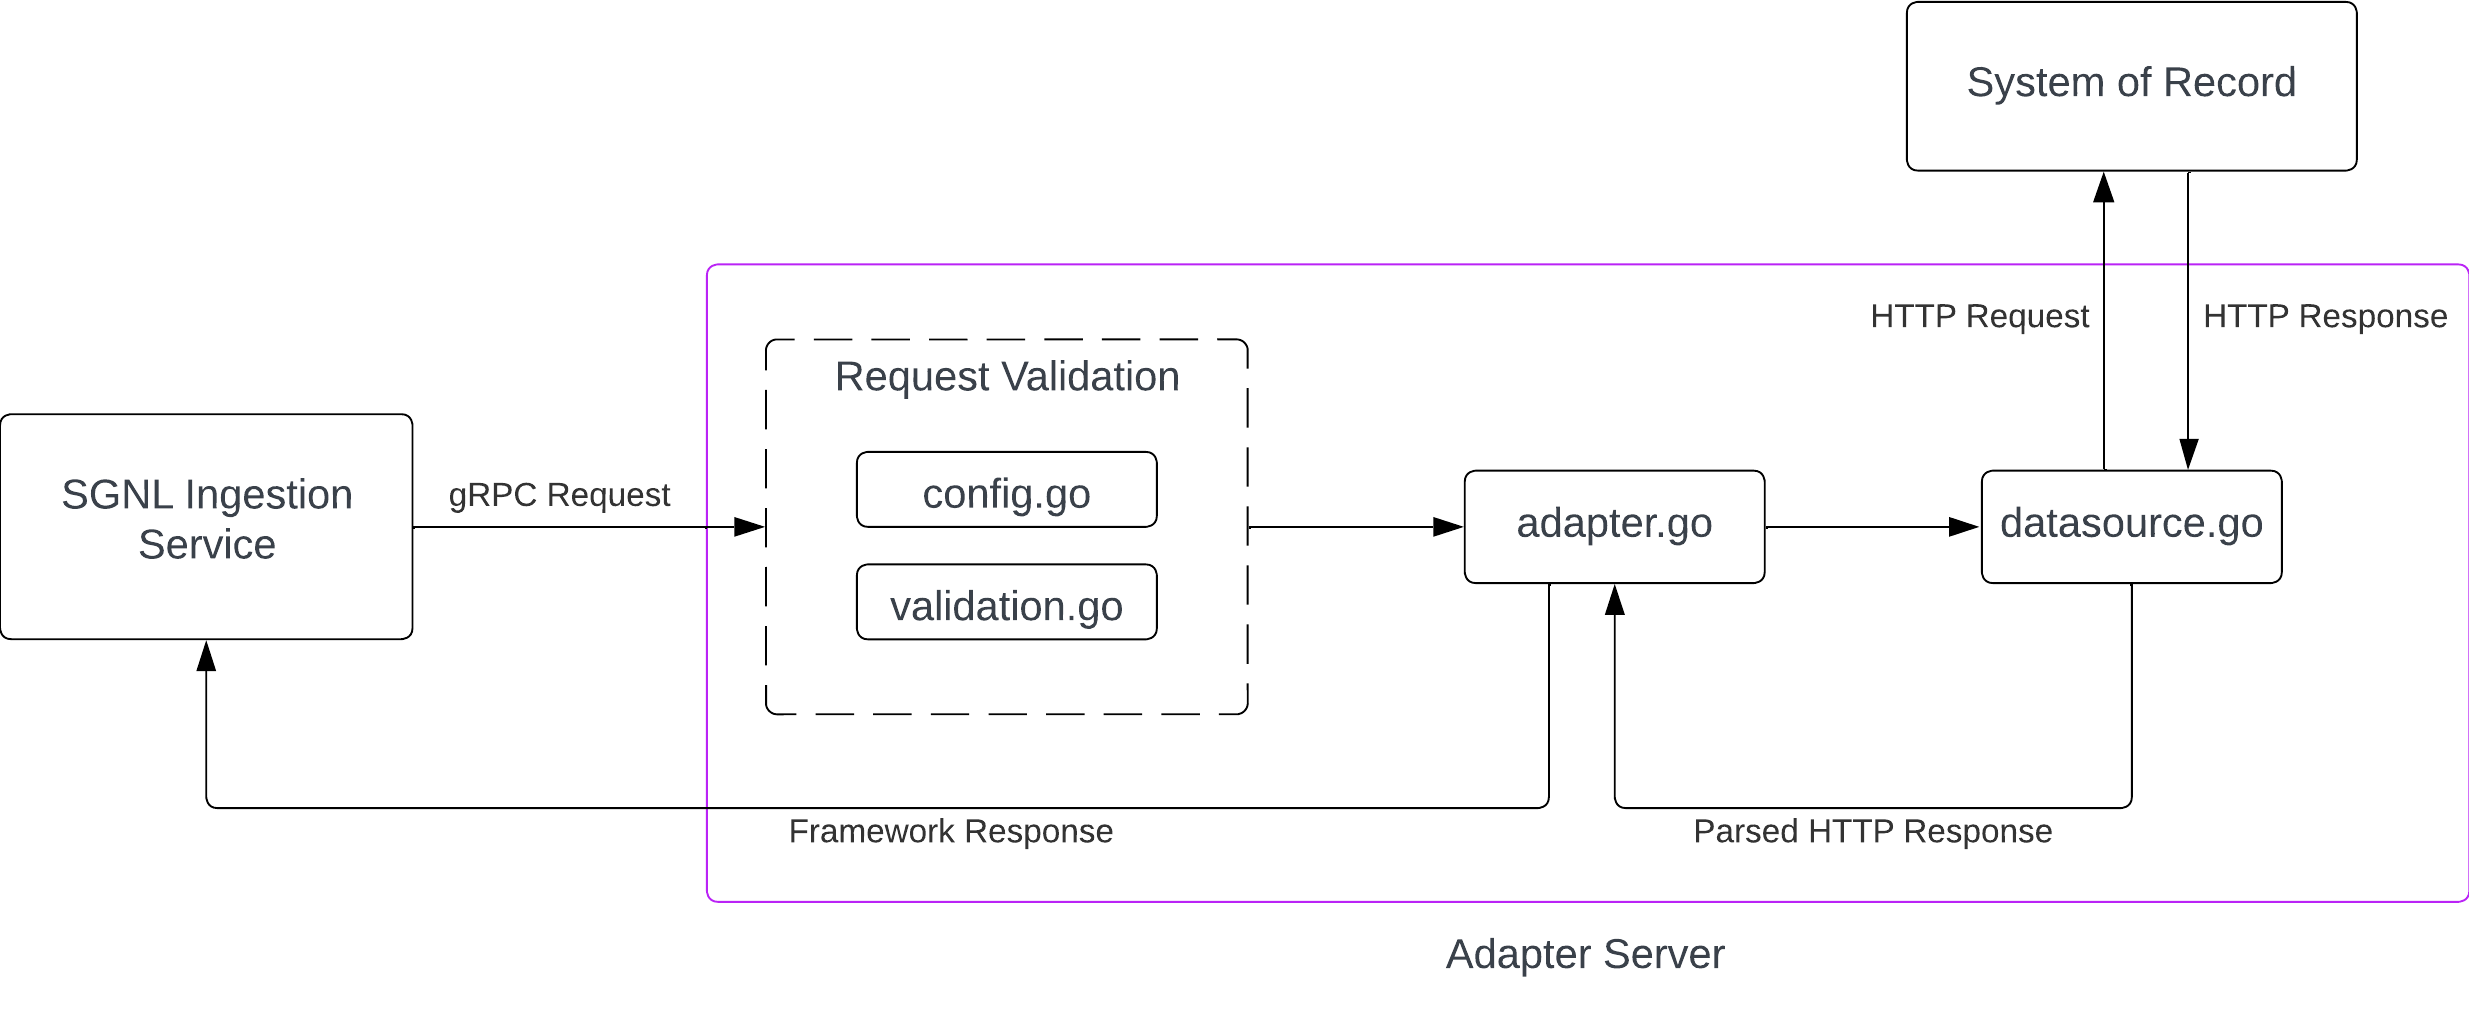 System of Record
HTTP Request
HTTP Response
Request Validation
config.go
validation.go
SGNL Ingestion
Service
gRPC Request
adapter.go
datasource.go
Framework Response
Parsed HTTP Response
Adapter Server